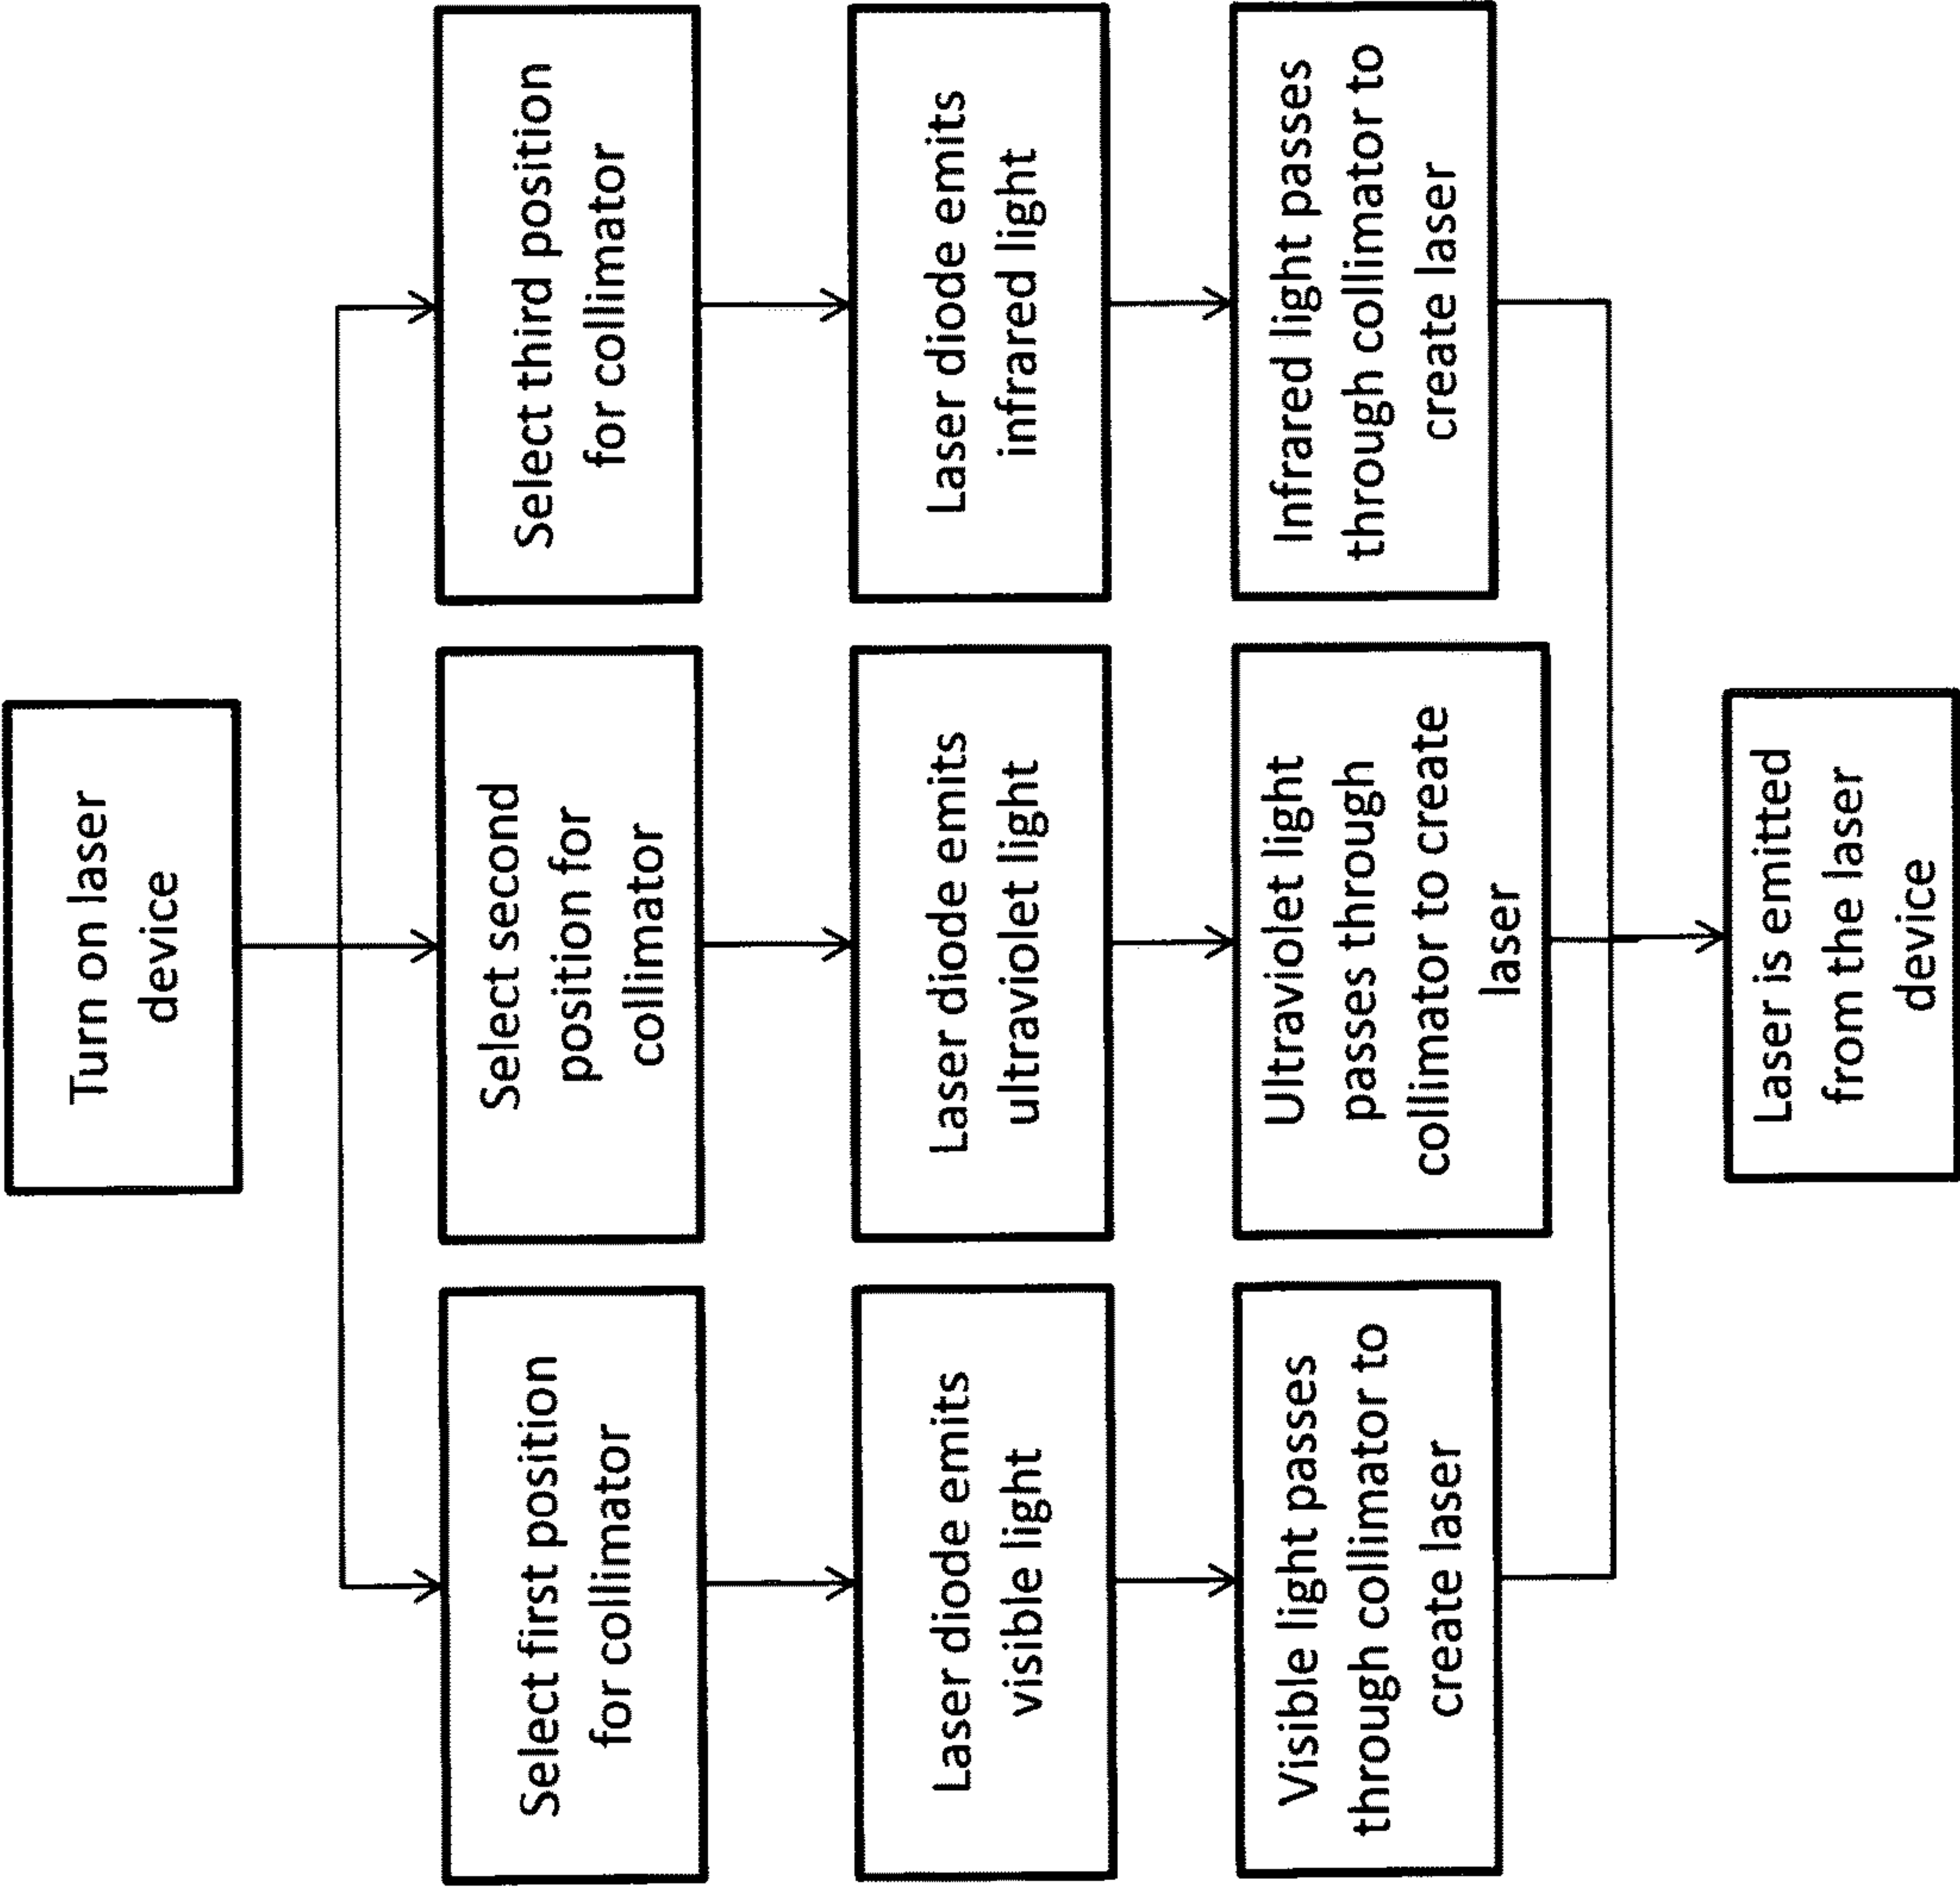 Turn on laser
device
Select first position
for collimator
Select second
position for
collimator
Select third position
for collimator
Laser diode emits
visible light
Laser diode emits
ultraviolet light
Laser diode emits
infrared light
Visible light passes
through collimator to
create laser
Ultraviolet light
passes through
collimator to create
laser
Infrared light passes
through collimator to
create laser
Laser is emitted
from the laser
device